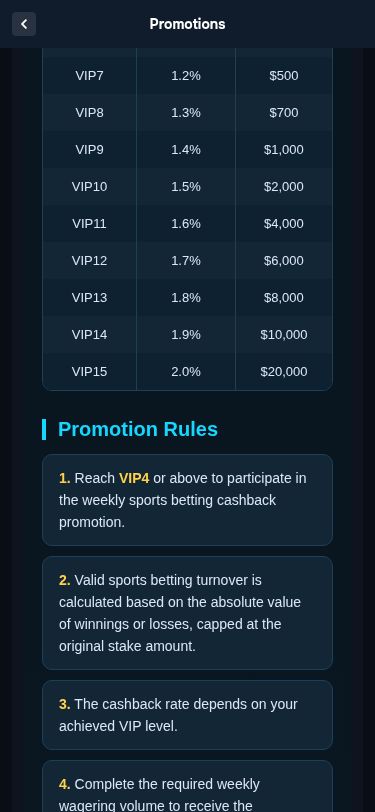 Promotions
VIP7 1.2% $500
VIP8 1.3% $700
VIP9 1.4% $1,000
VIP10 1.5% $2,000
VIP11 1.6% $4,000
VIP12 1.7% $6,000
VIP13 1.8% $8,000
VIP14 1.9% $10,000
VIP15 2.0% $20,000
Promotion Rules
1. Reach VIP4 or above to participate in
the weekly sports betting cashback
promotion.
2. Valid sports betting turnover is
calculated based on the absolute value
of winnings or losses, capped at the
original stake amount.
3. The cashback rate depends on your
achieved VIP level.
4. Complete the required weekly
wagering volume to receive the